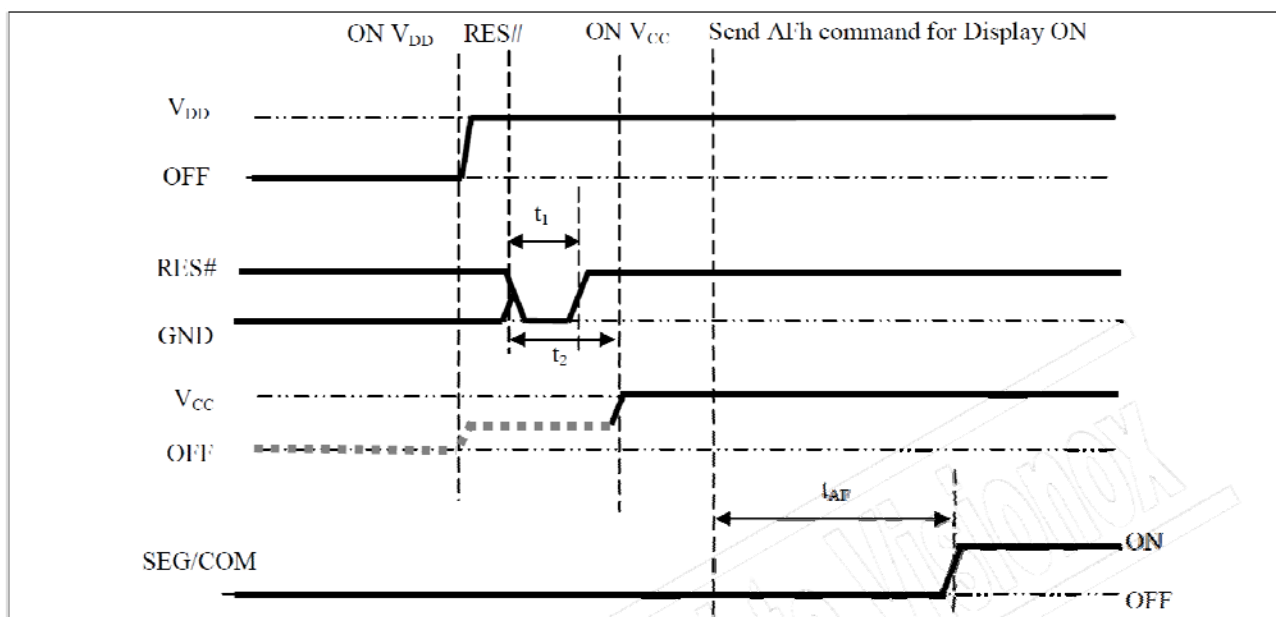 ON VDD RES# ON VCC Send AFh command for Display ON
VDD
OFF
t1
RES#
GND
t2
VCC
OFF
tAF
SEG/COM
ON
OFF
Visionox